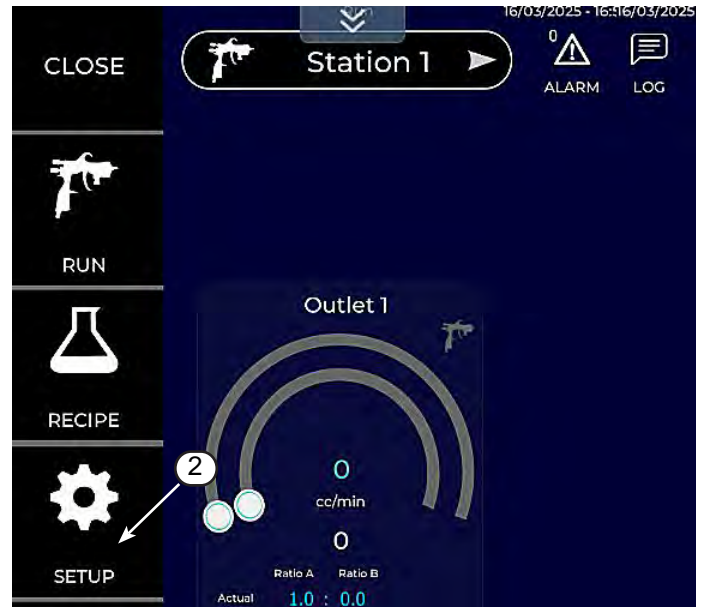 16/03/2025 - 16:16/03/2025
CLOSE
Station 1
0
ALARM
LOG
RUN
Outlet 1
RECIPE
2
0
cc/min
0
SETUP
Ratio A Ratio B
Actual 1.0 : 0.0